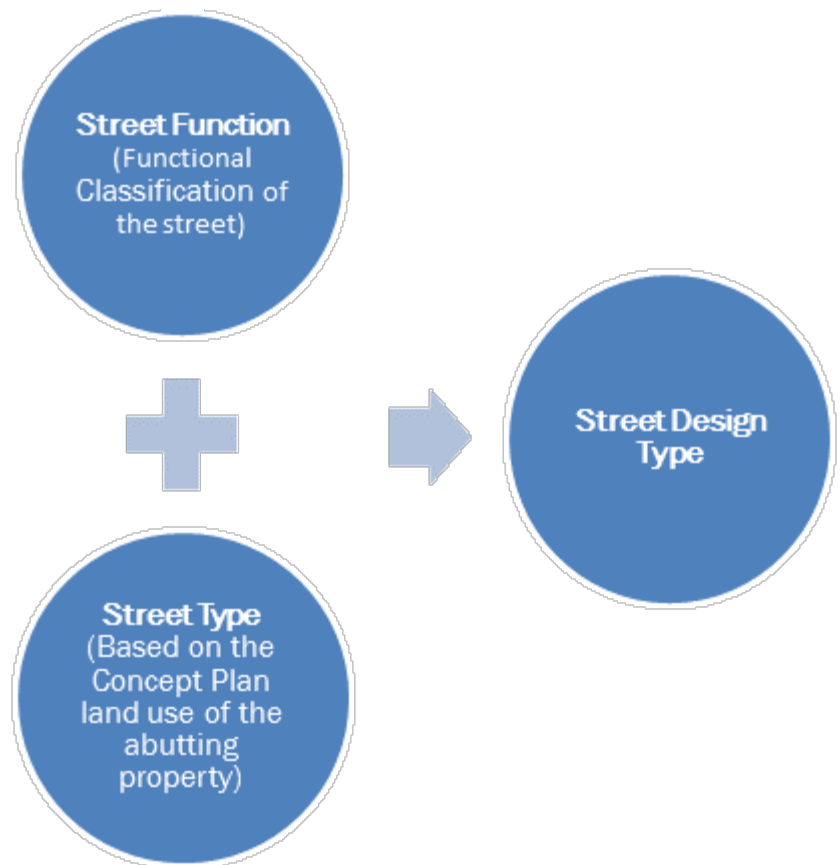 Street Function
(Functional
Classification of
the street)
Street Type
(Based on the
Concept Plan
land use of the
abutting
property)
Street Design
Type